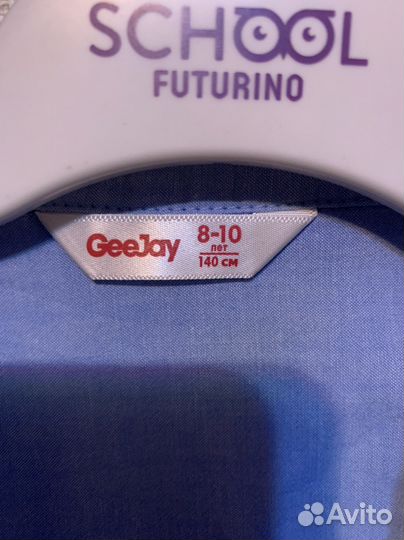 SCHOOL
FUTURINO
GeeJay
8-10
лет
140 см
Avito